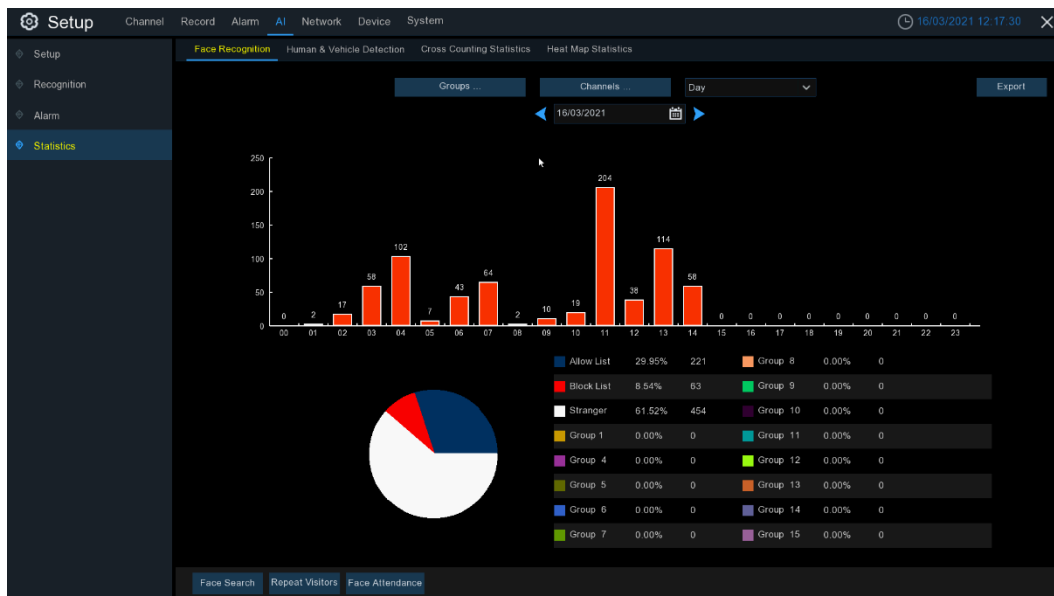 Setup Channel Record Alarm AI Network Device System 16/03/2021 12:17:30
Setup
Recognition
Alarm
Statistics
Face Recognition Human & Vehicle Detection Cross Counting Statistics Heat Map Statistics
Groups ... Channels ... Day Export
16/03/2021
250
200
150
100
50
0
0 2 17 58 102 7 43 64 2 10 19 204 38 114 58 0 0 0 0 0 0 0 0 0
00 01 02 03 04 05 06 07 08 09 10 11 12 13 14 15 16 17 18 19 20 21 22 23
Allow List 29.95% 221 Group 8 0.00% 0
Block List 8.54% 63 Group 9 0.00% 0
Stranger 61.52% 454 Group 10 0.00% 0
Group 1 0.00% 0 Group 11 0.00% 0
Group 4 0.00% 0 Group 12 0.00% 0
Group 5 0.00% 0 Group 13 0.00% 0
Group 6 0.00% 0 Group 14 0.00% 0
Group 7 0.00% 0 Group 15 0.00% 0
Face Search Repeat Visitors Face Attendance